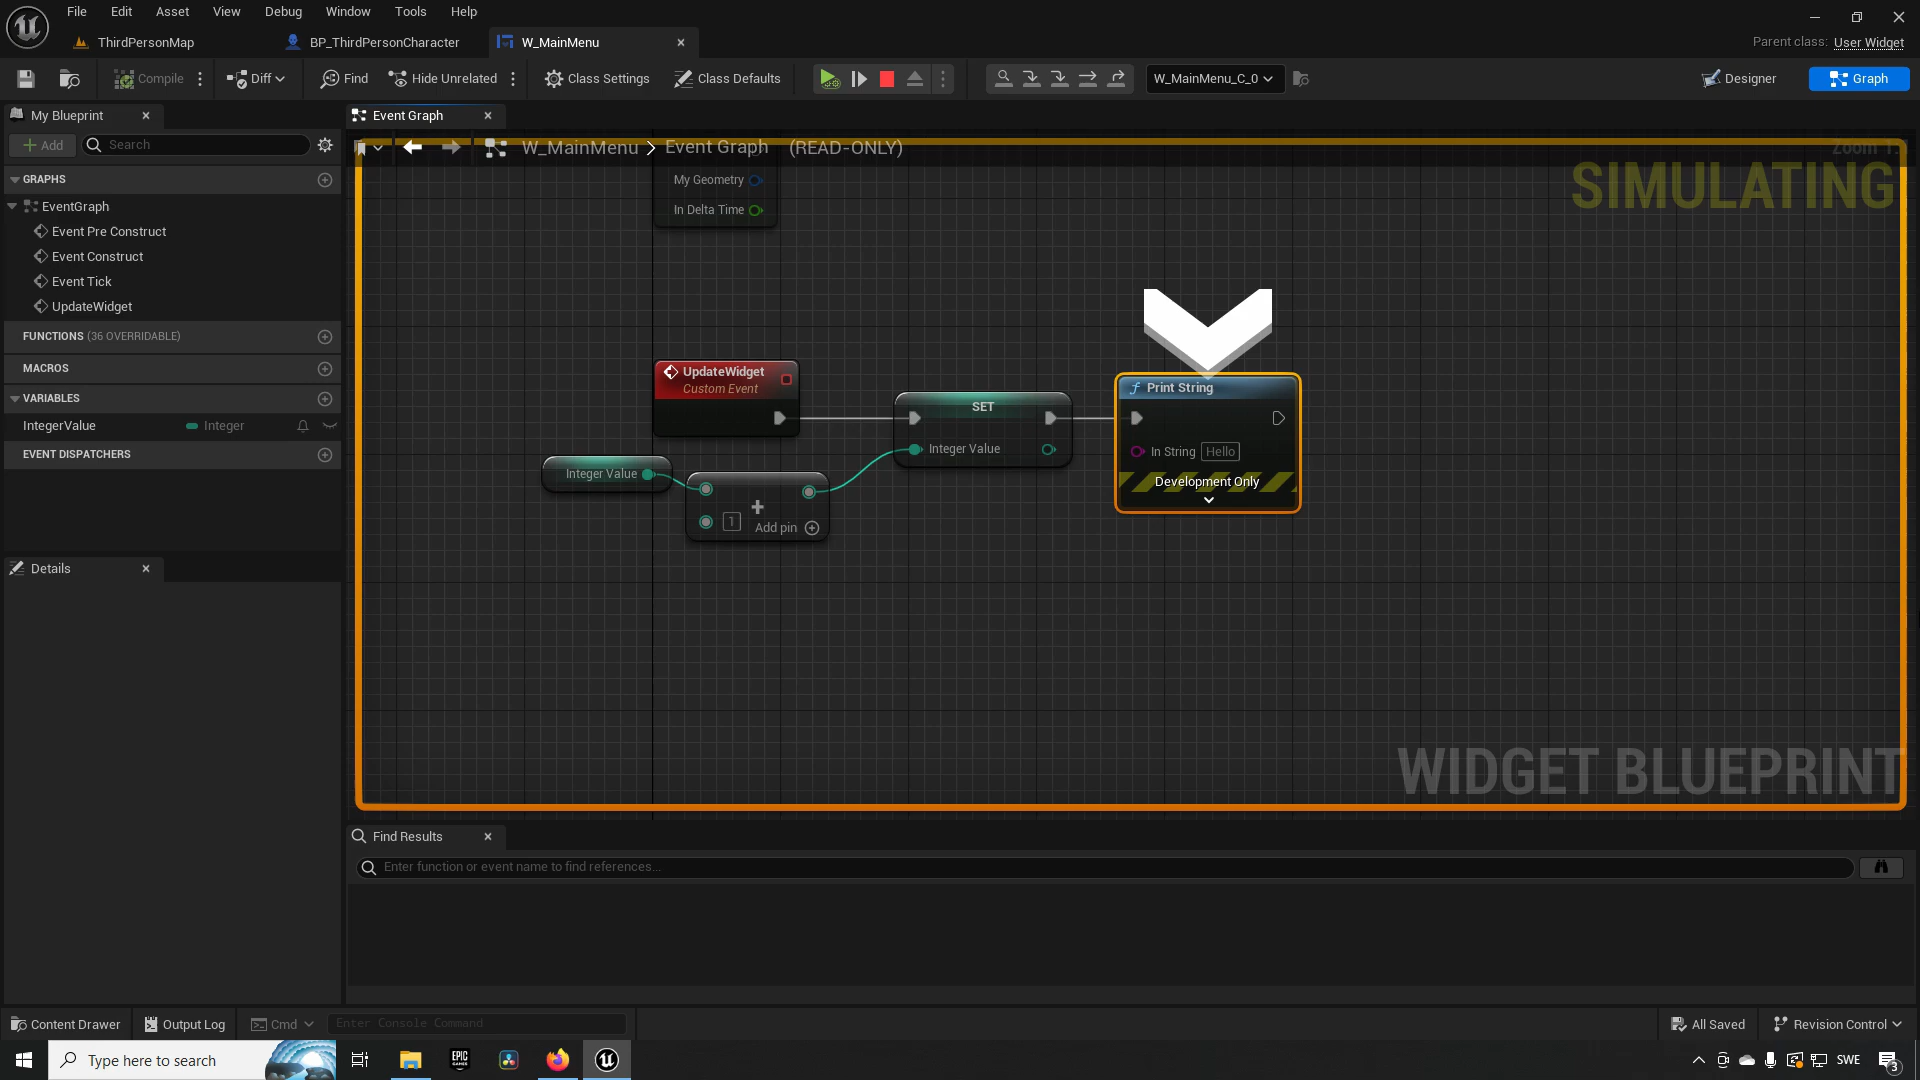 File Edit Asset View Debug Window Tools Help
ThirdPersonMap BP_ThirdPersonCharacter W_MainMenu
Parent class: User Widget
Compile Diff Find Hide Unrelated Class Settings Class Defaults W_MainMenu_C_0 Designer Graph
My Blueprint
Event Graph
Add Search
W_MainMenu > Event Graph (READ-ONLY)
SIMULATING
GRAPHS
EventGraph
Event Pre Construct
Event Construct
Event Tick
UpdateWidget
FUNCTIONS (36 OVERRIDABLE)
MACROS
VARIABLES
IntegerValue Integer
EVENT DISPATCHERS
Details
My Geometry
In Delta Time
UpdateWidget
Custom Event
Integer Value
1
Add pin
SET
Integer Value
Print String
In String Hello
Development Only
WIDGET BLUEPRINT
Find Results
Enter function or event name to find references...
Content Drawer Output Log Cmd Enter Console Command All Saved Revision Control
Type here to search
EPIC GAMES
SWE
3